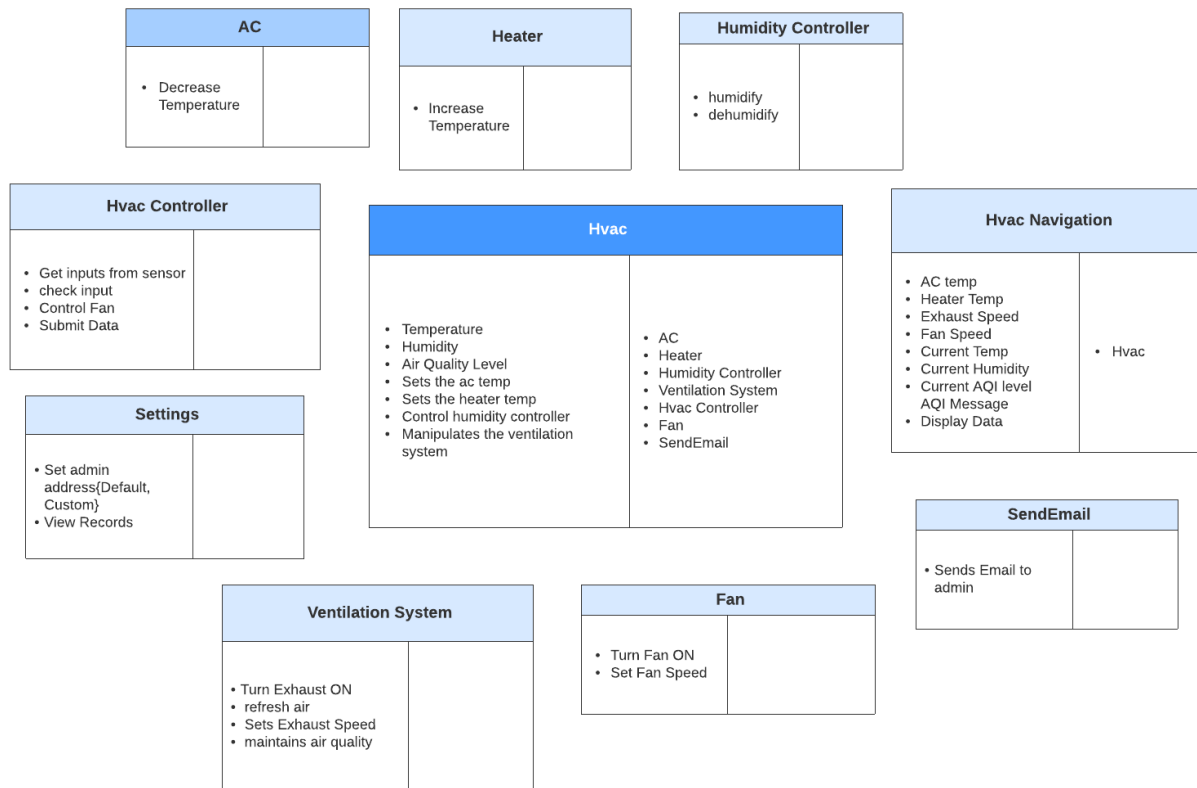 AC
• Decrease
Temperature
Heater
• Increase
Temperature
Humidity Controller
• humidify
• dehumidify
Hvac Controller
• Get inputs from sensor
• check input
• Control Fan
• Submit Data
Hvac
• Temperature
• Humidity
• Air Quality Level
• Sets the ac temp
• Sets the heater temp
• Control humidity controller
• Manipulates the ventilation
system
• AC
• Heater
• Humidity Controller
• Ventilation System
• Hvac Controller
• Fan
• SendEmail
Hvac Navigation
• AC temp
• Heater Temp
• Exhaust Speed
• Fan Speed
• Current Temp
• Current Humidity
• Current AQI level
AQI Message
• Display Data
• Hvac
Settings
• Set admin
address{Default,
Custom}
• View Records
SendEmail
• Sends Email to
admin
Ventilation System
• Turn Exhaust ON
• refresh air
• Sets Exhaust Speed
• maintains air quality
Fan
• Turn Fan ON
• Set Fan Speed